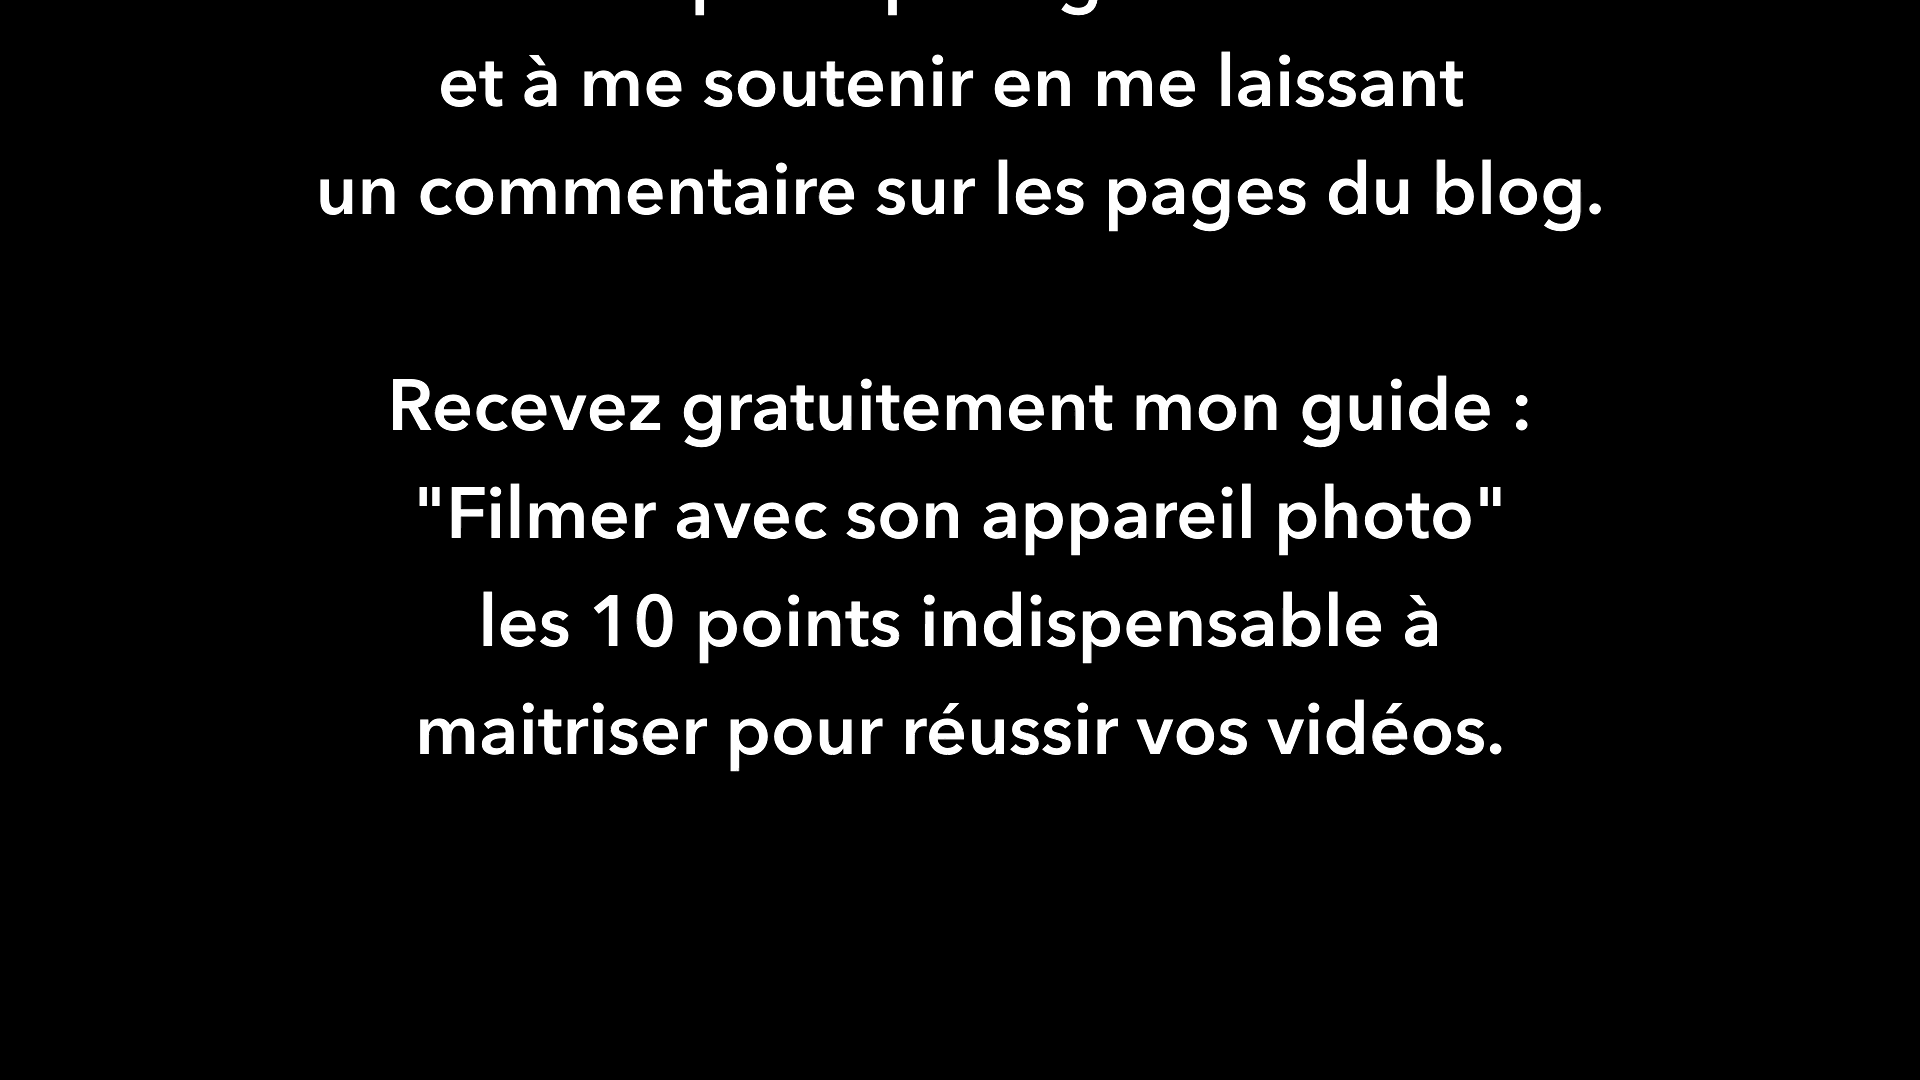 et à me soutenir en me laissant
un commentaire sur les pages du blog.
Recevez gratuitement mon guide :
"Filmer avec son appareil photo"
les 10 points indispensable à
maitriser pour réussir vos vidéos.